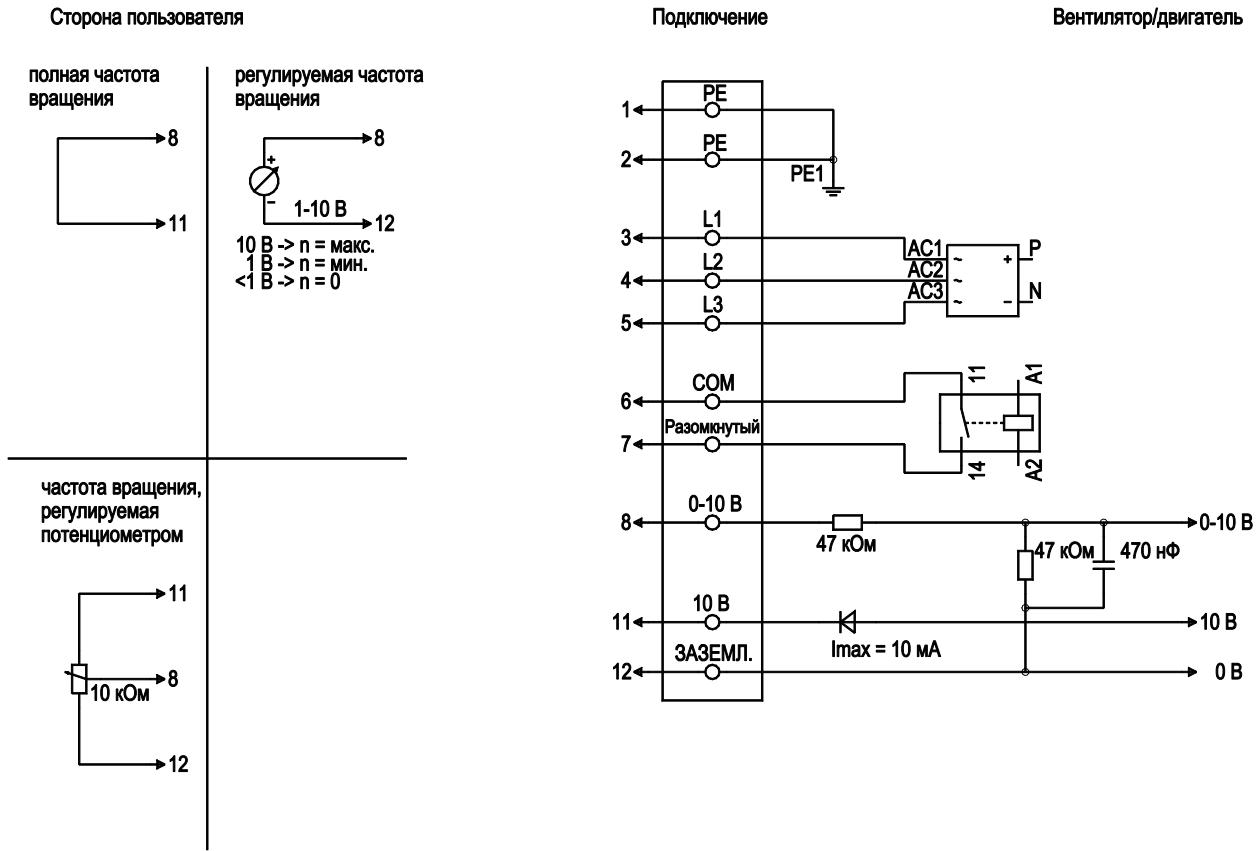 Сторона пользователя
Подключение
Вентилятор/двигатель
полная частота
вращения
8
11
регулируемая частота
вращения
8
+
−
1-10 В
12
10 В -> n = макс.
1 В -> n = мин.
<1 В -> n = 0
частота вращения,
регулируемая
потенциометром
11
8
10 кОм
12
1
PE
2
PE
PE1
3
L1
4
L2
5
L3
AC1
AC2
AC3
~
~
~
+
−
P
N
6
COM
7
Разомкнутый
11
14
A1
A2
8
0-10 В
47 кОм
47 кОм
470 нФ
0-10 В
11
10 В
Imax = 10 мА
10 В
12
ЗАЗЕМЛ.
0 В